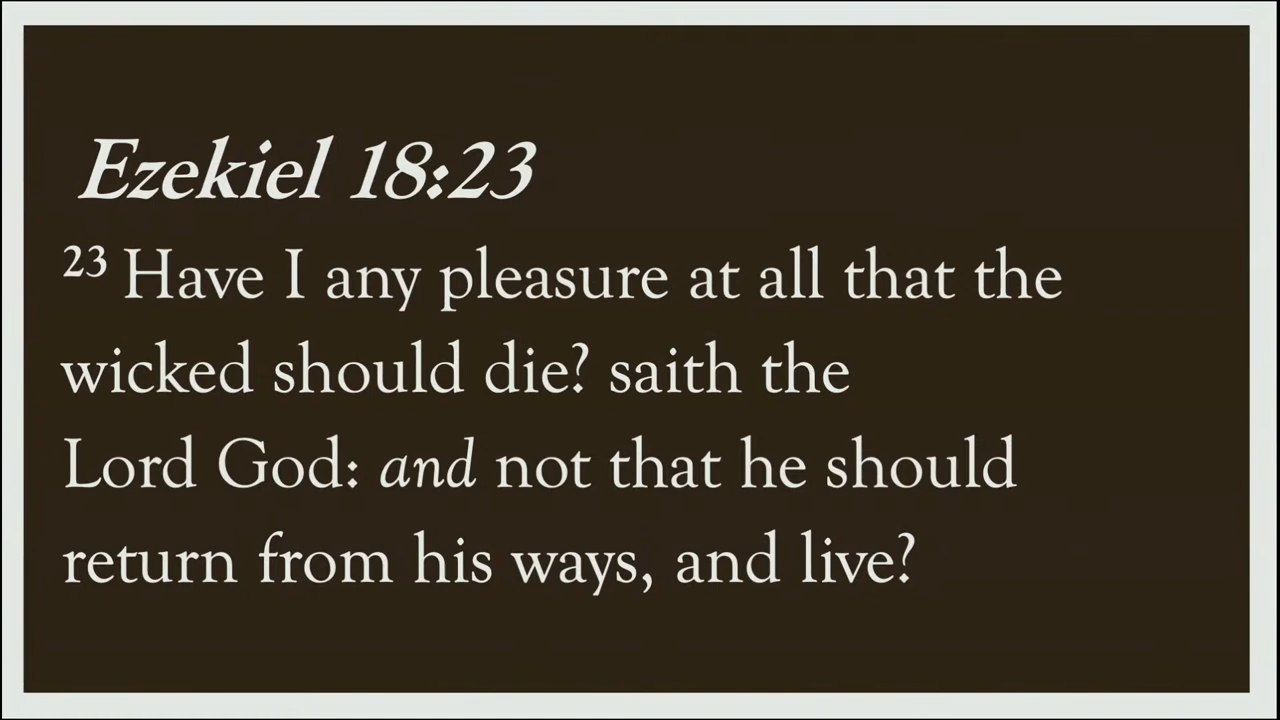 Ezekiel 18:23
23 Have I any pleasure at all that the
wicked should die? saith the
Lord God: and not that he should
return from his ways, and live?